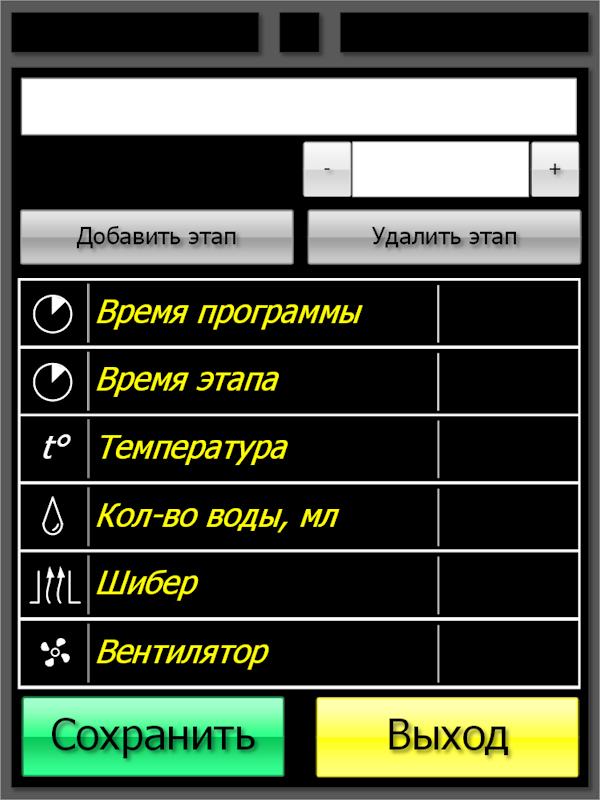 - +
Добавить этап Удалить этап
Время программы
Время этапа
t° Температура
Кол-во воды, мл
Шибер
Вентилятор
Сохранить Выход